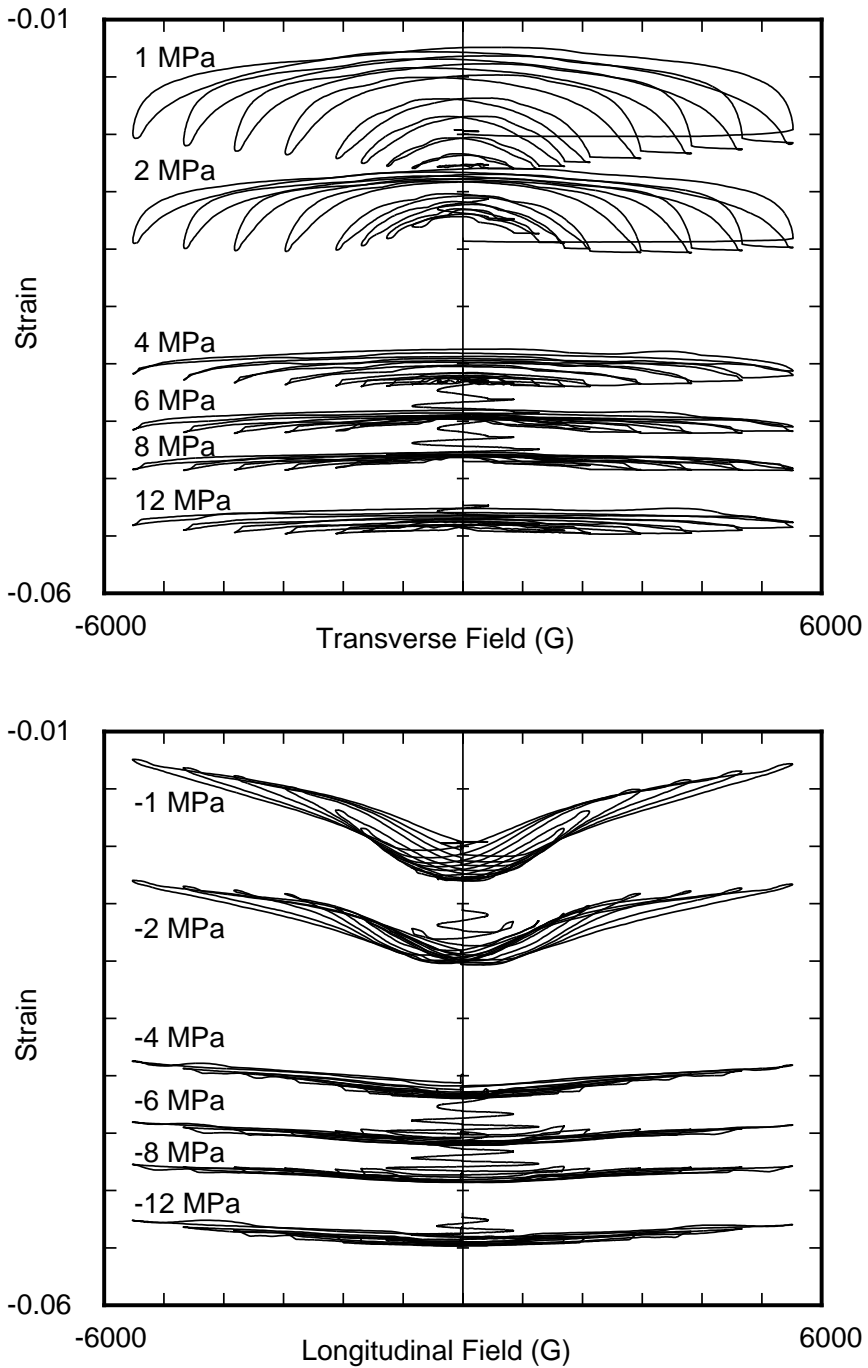 -0.01
1 MPa
2 MPa
4 MPa
6 MPa
8 MPa
12 MPa
Strain
-0.06
-6000
Transverse Field (G)
6000
-0.01
-1 MPa
-2 MPa
-4 MPa
-6 MPa
-8 MPa
-12 MPa
Strain
-0.06
-6000
Longitudinal Field (G)
6000